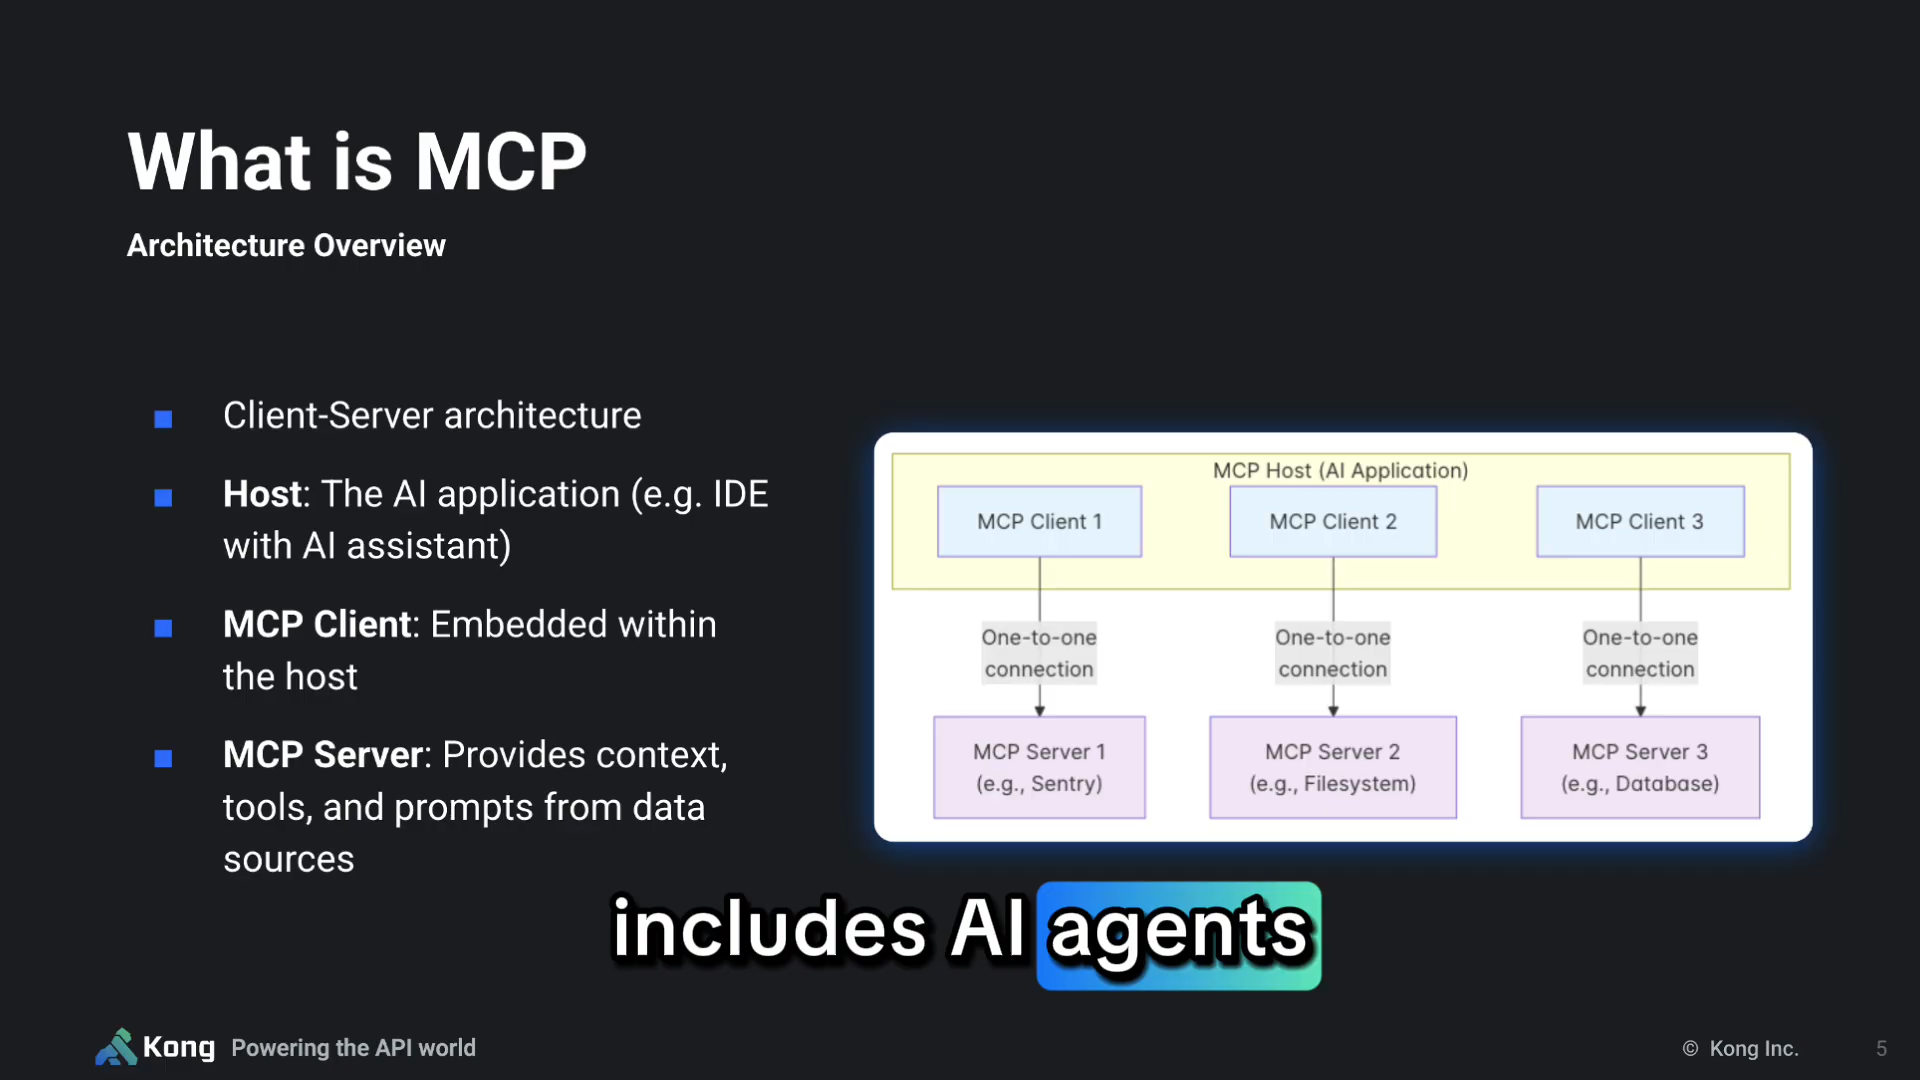 What is MCP
Architecture Overview
Client-Server architecture
Host: The AI application (e.g. IDE
with AI assistant)
MCP Client: Embedded within
the host
MCP Server: Provides context,
tools, and prompts from data
sources
MCP Host (AI Application)
MCP Client 1
MCP Client 2
MCP Client 3
One-to-one
connection
One-to-one
connection
One-to-one
connection
MCP Server 1
(e.g., Sentry)
MCP Server 2
(e.g., Filesystem)
MCP Server 3
(e.g., Database)
includes AI agents
Kong Powering the API world
© Kong Inc.
5